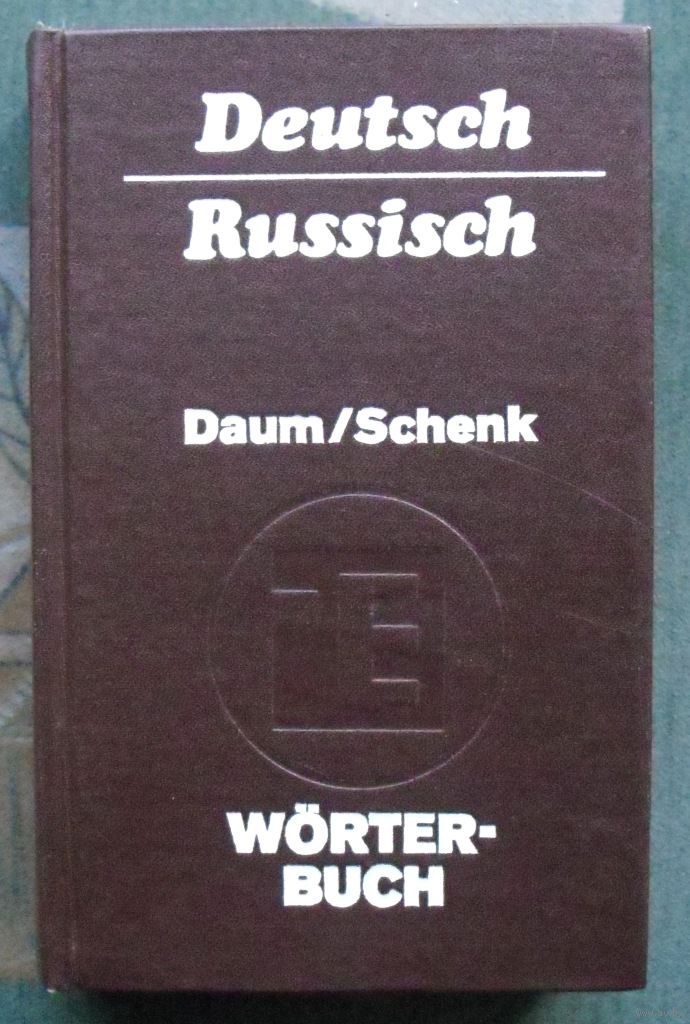 Deutsch
Russisch
Daum/Schenk
WÖRTER-
BUCH